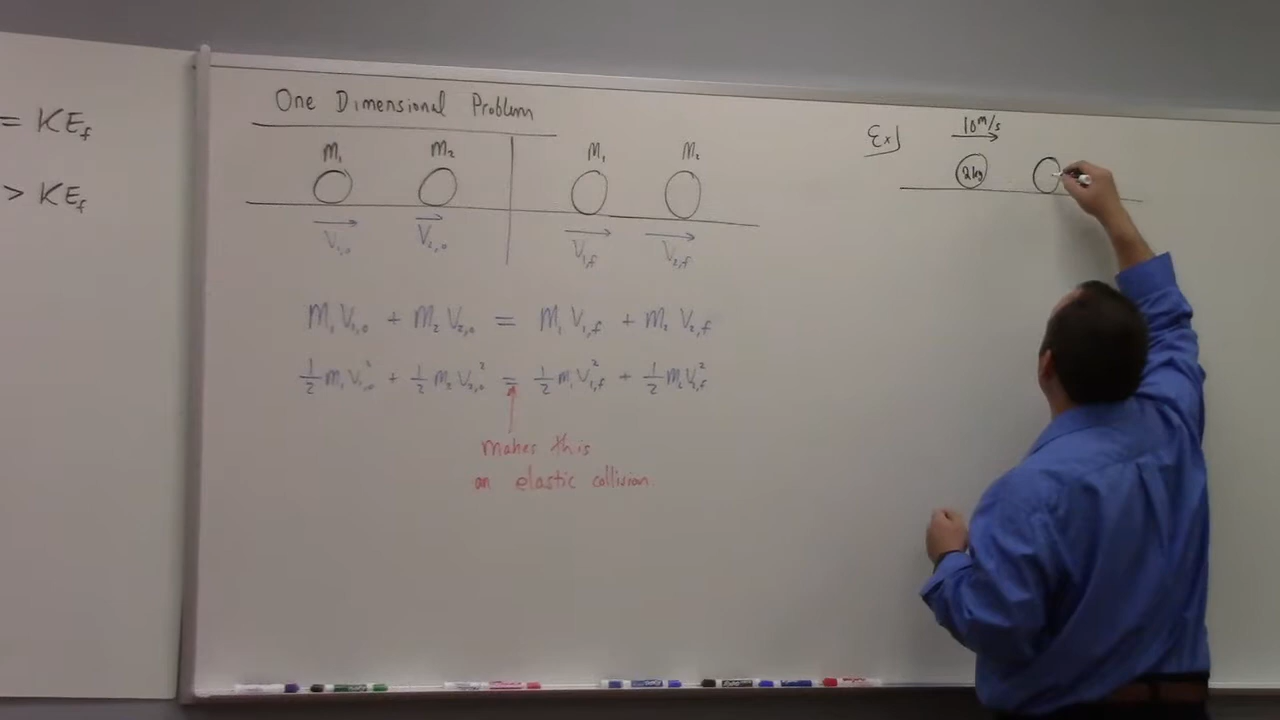 = KE_f
> KE_f
One Dimensional Problem
M₁ M₂ M₁ M₂
V₁,₀ V₂,₀ V₁,f V₂,f
M₁V₁,₀ + M₂V₂,₀ = M₁V₁,f + M₂V₂,f
½m₁V₁,₀² + ½m₂V₂,₀² = ½m₁V₁,f² + ½m₂V₂,f²
makes this
an elastic collision.
Ex)
10 m/s
2kg